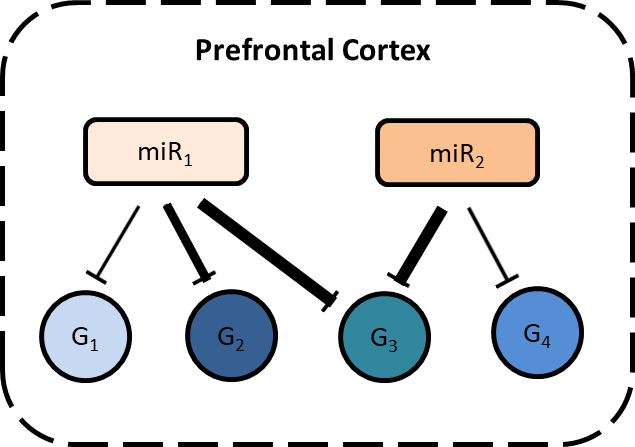 Prefrontal Cortex
miR₁
miR₂
G₁
G₂
G₃
G₄